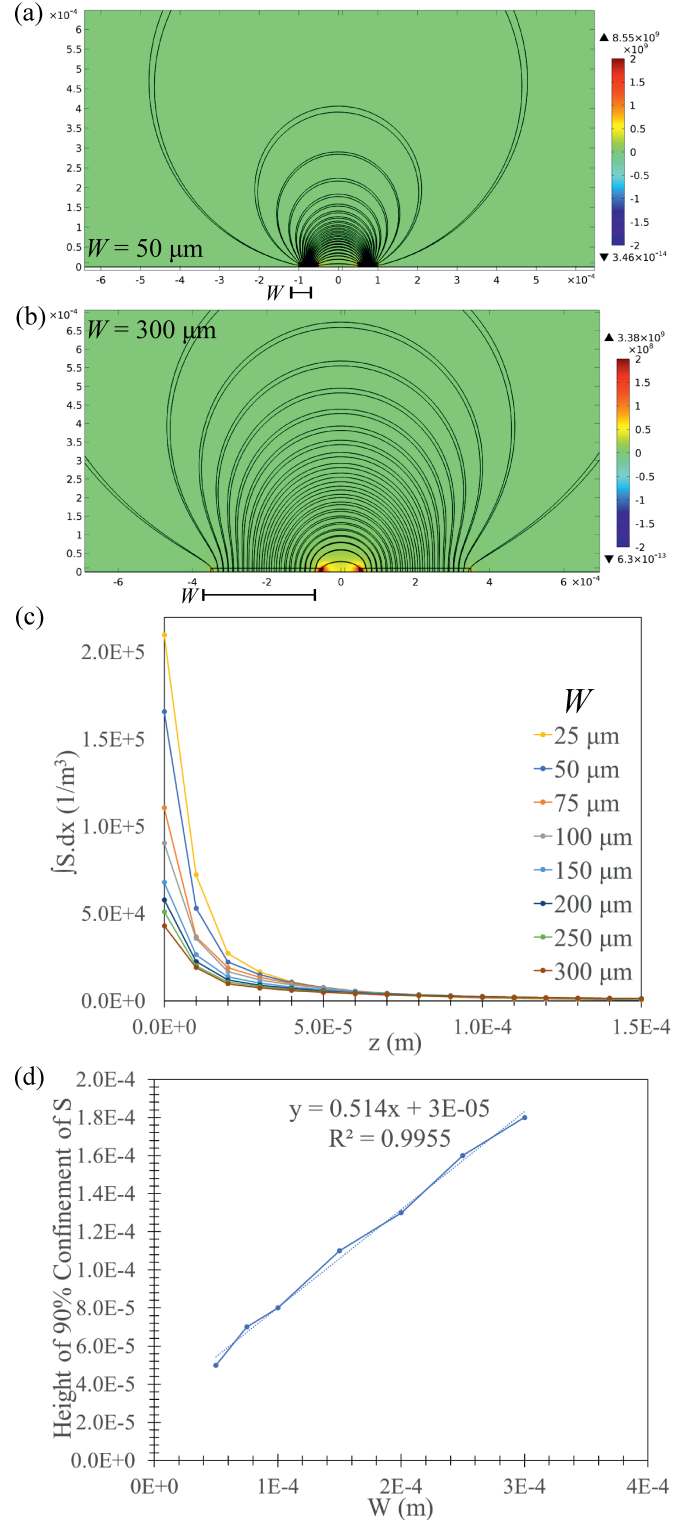 (a)
×10⁻⁴
6
5.5
5
4.5
4
3.5
3
2.5
2
1.5
1
0.5
0
W = 50 μm
-6 -5 -4 -3 -2 -1 0 1 2 3 4 5 ×10⁻⁴
W
▲ 8.55×10⁹
×10⁹
2
1.5
1
0.5
0
-0.5
-1
-1.5
-2
▼ 3.46×10⁻¹⁴
(b)
×10⁻⁴
W = 300 μm
6.5
6
5.5
5
4.5
4
3.5
3
2.5
2
1.5
1
0.5
0
-6 -4 -2 0 2 4 6 ×10⁻⁴
W
▲ 3.38×10⁹
×10⁸
2
1.5
1
0.5
0
-0.5
-1
-1.5
-2
▼ 6.3×10⁻¹³
(c)
∫S.dx (1/m³)
2.0E+5
1.5E+5
1.0E+5
5.0E+4
0.0E+0
0.0E+0 5.0E-5 1.0E-4 1.5E-4
z (m)
W
25 μm
50 μm
75 μm
100 μm
150 μm
200 μm
250 μm
300 μm
(d)
Height of 90% Confinement of S
2.0E-4
1.8E-4
1.6E-4
1.4E-4
1.2E-4
1.0E-4
8.0E-5
6.0E-5
4.0E-5
2.0E-5
0.0E+0
y = 0.514x + 3E-05
R² = 0.9955
0E+0 1E-4 2E-4 3E-4 4E-4
W (m)